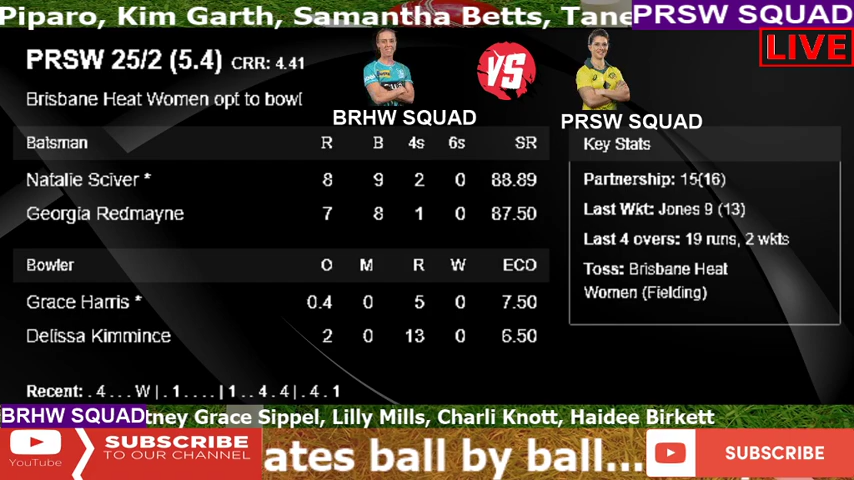 Piparo, Kim Garth, Samantha Betts, Tane
PRSW SQUAD
LIVE
PRSW 25/2 (5.4) CRR: 4.41
Brisbane Heat Women opt to bowl
VS
BRHW SQUAD
PRSW SQUAD
Batsman R B 4s 6s SR
Natalie Sciver * 8 9 2 0 88.89
Georgia Redmayne 7 8 1 0 87.50
Key Stats
Partnership: 15(16)
Last Wkt: Jones 9 (13)
Last 4 overs: 19 runs, 2 wkts
Toss: Brisbane Heat
Women (Fielding)
Bowler O M R W ECO
Grace Harris * 0.4 0 5 0 7.50
Delissa Kimmince 2 0 13 0 6.50
Recent: .4...W|.1....|1..4.4|.4.1
BRHW SQUAD
tney Grace Sippel, Lilly Mills, Charli Knott, Haidee Birkett
YouTube
SUBSCRIBE
TO OUR CHANNEL
ates ball by ball...
SUBSCRIBE